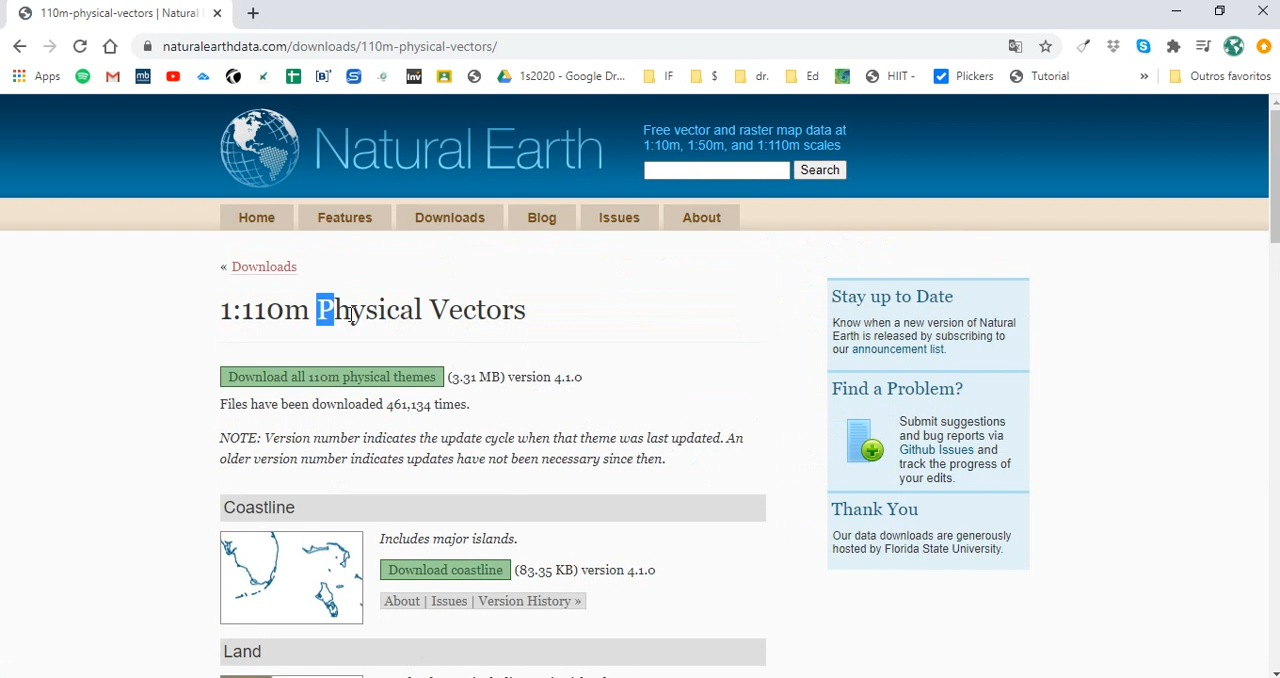 110m-physical-vectors | Natural
naturalearthdata.com/downloads/110m-physical-vectors/
Apps
mb
B
S
Inv
1s2020 - Google Dr...
IF
$
dr.
Ed
HIIT -
Plickers
Tutorial
»
Outros favoritos
Natural Earth
Free vector and raster map data at
1:10m, 1:50m, and 1:110m scales
Search
Home
Features
Downloads
Blog
Issues
About
« Downloads
1:110m Physical Vectors
Download all 110m physical themes (3.31 MB) version 4.1.0
Files have been downloaded 461,134 times.
NOTE: Version number indicates the update cycle when that theme was last updated. An
older version number indicates updates have not been necessary since then.
Coastline
Includes major islands.
Download coastline (83.35 KB) version 4.1.0
About | Issues | Version History »
Land
Stay up to Date
Know when a new version of Natural
Earth is released by subscribing to
our announcement list.
Find a Problem?
Submit suggestions
and bug reports via
Github Issues and
track the progress of
your edits.
Thank You
Our data downloads are generously
hosted by Florida State University.